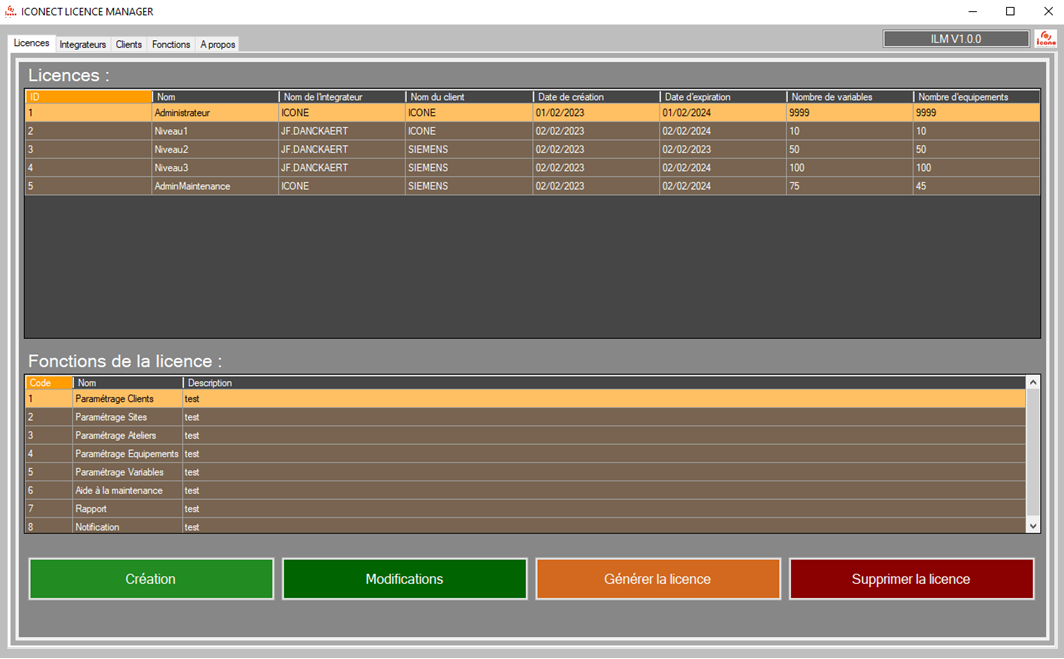 ICONECT LICENCE MANAGER
Licences Integrateurs Clients Fonctions A propos
ILM V1.0.0
Icone
Licences :
ID Nom Nom de l'integrateur Nom du client Date de création Date d'expiration Nombre de variables Nombre d'equipements
1 Administrateur ICONE ICONE 01/02/2023 01/02/2024 9999 9999
2 Niveau1 JF.DANCKAERT ICONE 02/02/2023 02/02/2024 10 10
3 Niveau2 JF.DANCKAERT SIEMENS 02/02/2023 02/02/2023 50 50
4 Niveau3 JF.DANCKAERT SIEMENS 02/02/2023 02/02/2024 100 100
5 AdminMaintenance ICONE SIEMENS 02/02/2023 02/02/2024 75 45
Fonctions de la licence :
Code Nom Description
1 Paramétrage Clients test
2 Paramétrage Sites test
3 Paramétrage Ateliers test
4 Paramétrage Equipements test
5 Paramétrage Variables test
6 Aide à la maintenance test
7 Rapport test
8 Notification test
Création Modifications Générer la licence Supprimer la licence